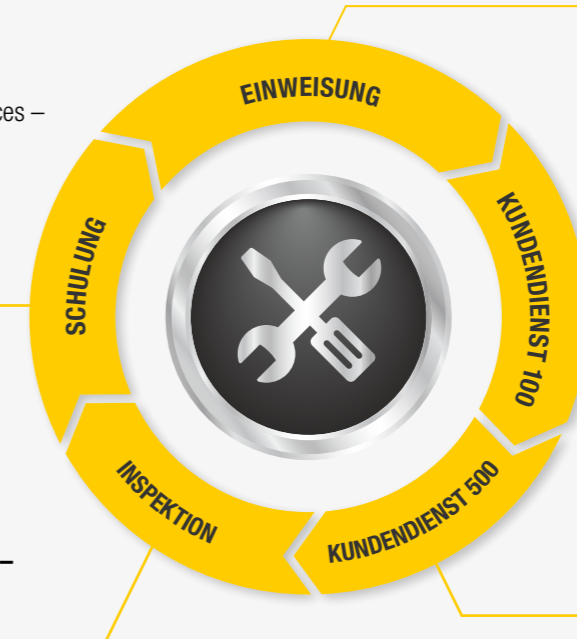 ces –
EINWEISUNG
KUNDENDIENST 100
KUNDENDIENST 500
INSPEKTION
SCHULUNG